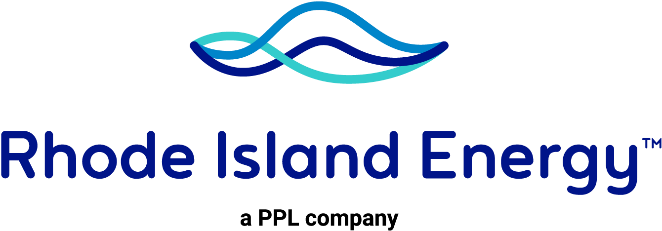 Rhode Island Energy™
a PPL company